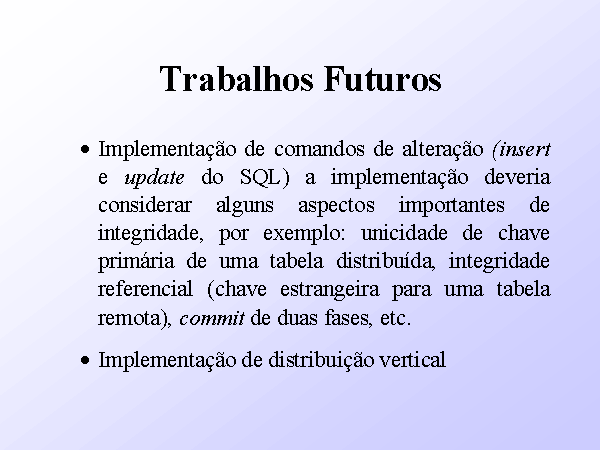 Trabalhos Futuros
• Implementação de comandos de alteração (insert
e update do SQL) a implementação deveria
considerar alguns aspectos importantes de
integridade, por exemplo: unicidade de chave
primária de uma tabela distribuída, integridade
referencial (chave estrangeira para uma tabela
remota), commit de duas fases, etc.
• Implementação de distribuição vertical